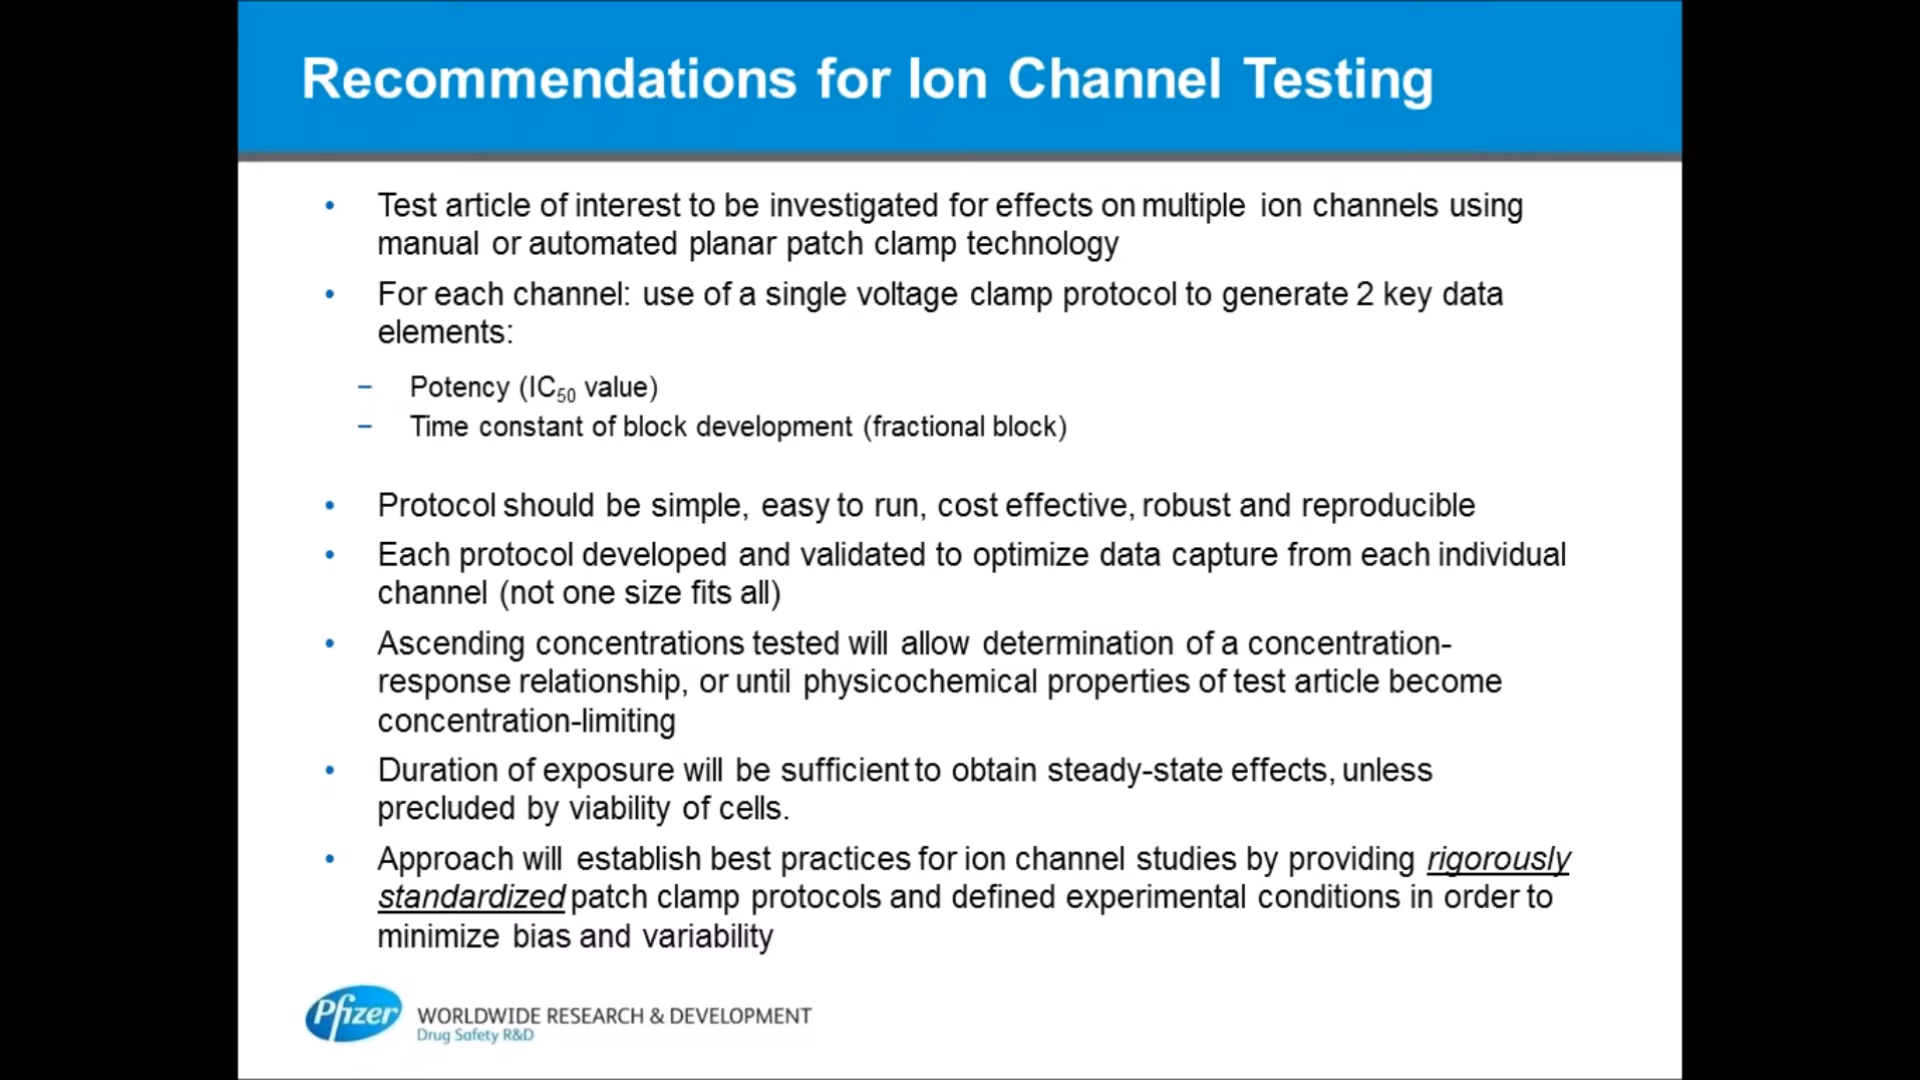 Recommendations for Ion Channel Testing
• Test article of interest to be investigated for effects on multiple ion channels using
manual or automated planar patch clamp technology
• For each channel: use of a single voltage clamp protocol to generate 2 key data
elements:
− Potency (IC₅₀ value)
− Time constant of block development (fractional block)
• Protocol should be simple, easy to run, cost effective, robust and reproducible
• Each protocol developed and validated to optimize data capture from each individual
channel (not one size fits all)
• Ascending concentrations tested will allow determination of a concentration-
response relationship, or until physicochemical properties of test article become
concentration-limiting
• Duration of exposure will be sufficient to obtain steady-state effects, unless
precluded by viability of cells.
• Approach will establish best practices for ion channel studies by providing rigorously
standardized patch clamp protocols and defined experimental conditions in order to
minimize bias and variability
Pfizer WORLDWIDE RESEARCH & DEVELOPMENT
Drug Safety R&D